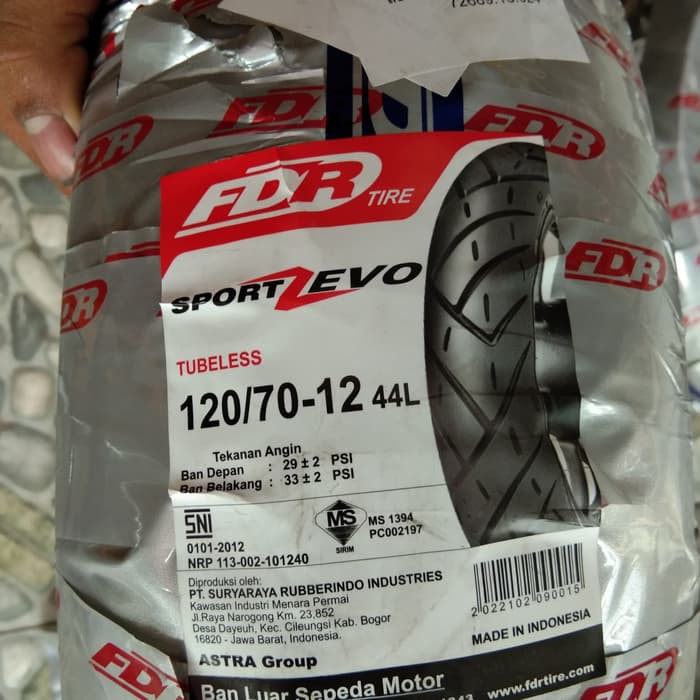 FDR
FDR
FDR
FDR TIRE
FDR
SPORT EVO
FDR
TUBELESS
120/70-12 44L
Tekanan Angin
Ban Depan : 29 ± 2 PSI
Ban Belakang : 33 ± 2 PSI
SNI
0101-2012
NRP 113-002-101240
MS
SIRIM
MS 1394
PC002197
Diproduksi oleh:
PT. SURYARAYA RUBBERINDO INDUSTRIES
Kawasan Industri Menara Permai
Jl.Raya Narogong Km. 23,852
Desa Dayeuh, Kec. Cileungsi Kab. Bogor
16820 - Jawa Barat, Indonesia.
2022102090015
MADE IN INDONESIA
ASTRA Group
Ban Luar Sepeda Motor
www.fdrtire.com
FDR